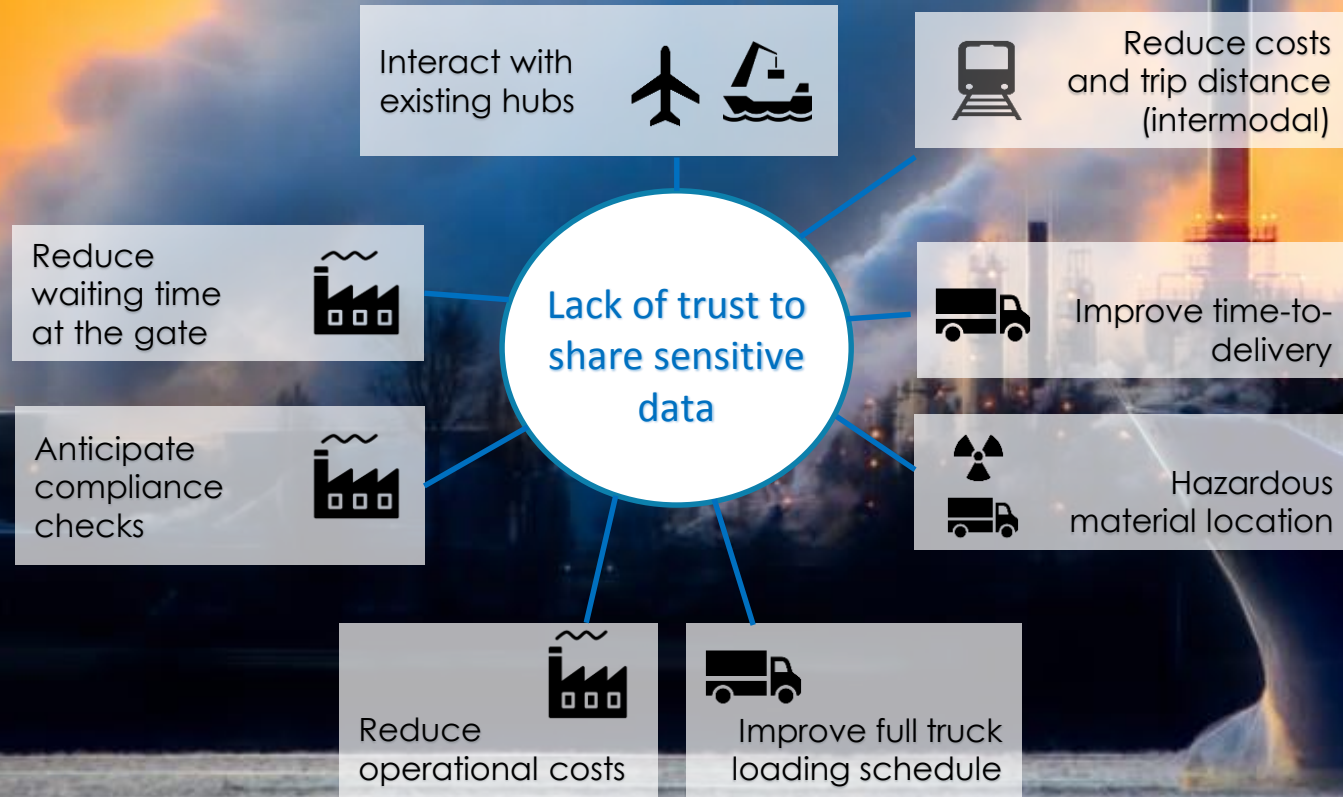 Interact with
existing hubs
Reduce costs
and trip distance
(intermodal)
Reduce
waiting time
at the gate
Lack of trust to
share sensitive
data
Improve time-to-
delivery
Anticipate
compliance
checks
Hazardous
material location
Reduce
operational costs
Improve full truck
loading schedule